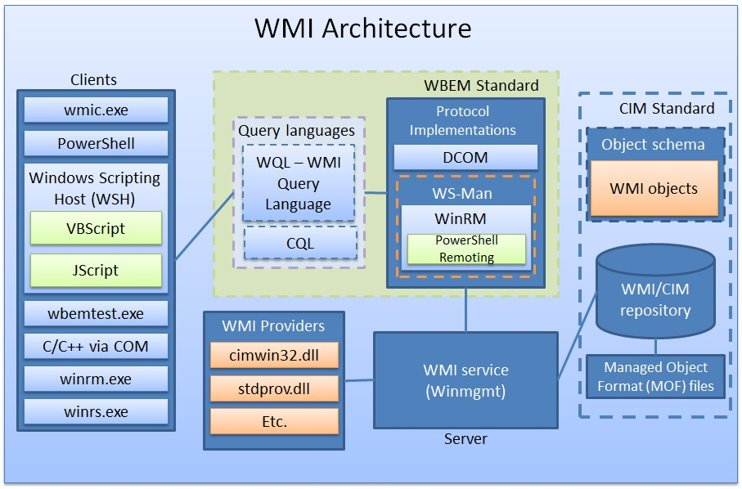 WMI Architecture
Clients
wmic.exe
PowerShell
Windows Scripting
Host (WSH)
VBScript
JScript
wbemtest.exe
C/C++ via COM
winrm.exe
winrs.exe
WBEM Standard
Query languages
WQL – WMI
Query
Language
CQL
Protocol
Implementations
DCOM
WS-Man
WinRM
PowerShell
Remoting
CIM Standard
Object schema
WMI objects
WMI/CIM
repository
Managed Object
Format (MOF) files
WMI Providers
cimwin32.dll
stdprov.dll
Etc.
WMI service
(Winmgmt)
Server